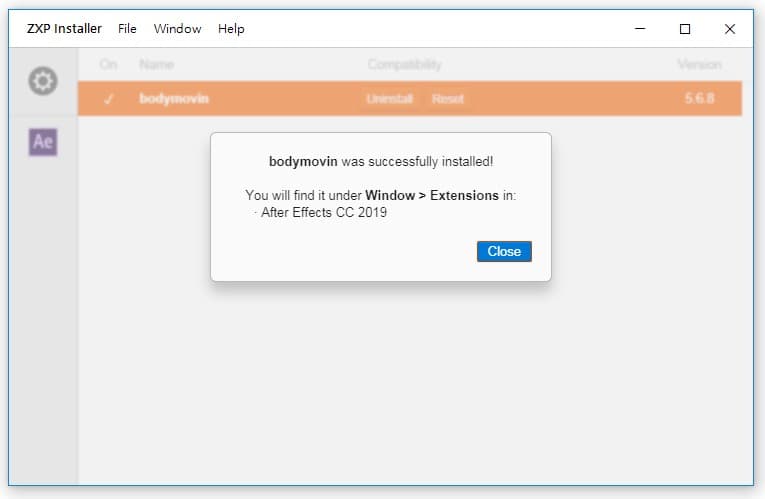 ZXP Installer File Window Help
On Name Compatibility Version
✓ bodymovin Uninstall Reset 5.6.8
Ae
bodymovin was successfully installed!
You will find it under Window > Extensions in:
· After Effects CC 2019
Close